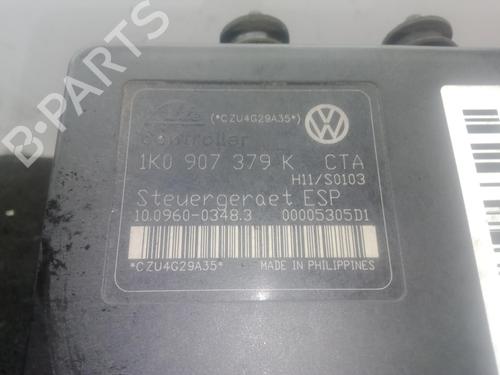 Ate
(*CZU4G29A35*)
Controller
1K0 907 379 K CTA
H11/S0103
Steuergeraet ESP
10.0960-0348.3 00005305D1
*CZU4G29A35* MADE IN PHILIPPINES
B-PARTS